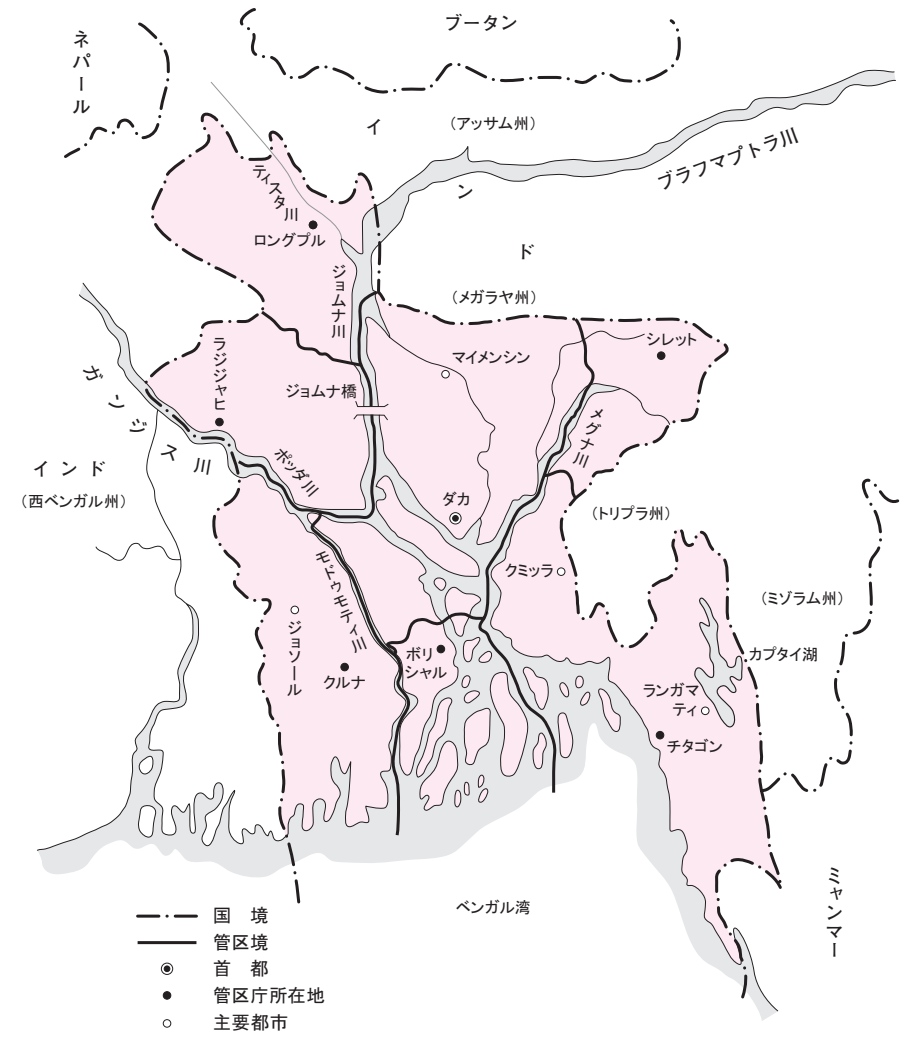 ブータン
ネパール
イ
ン
ド
（アッサム州）
ブラフマプトラ川
ティスタ川
ロングプル
ジョムナ川
（メガラヤ州）
シレット
マイメンシン
ラジシャヒ
ジョムナ橋
メグナ川
ガンジス川
ポッダ川
インド
（西ベンガル州）
ダカ
（トリプラ州）
クミッラ
モドゥモティ川
（ミゾラム州）
ジョソール
ボリ
シャル
カプタイ湖
クルナ
ランガマ
ティ
チタゴン
ミャンマー
ベンガル湾
国　境
管区境
首　都
管区庁所在地
主要都市